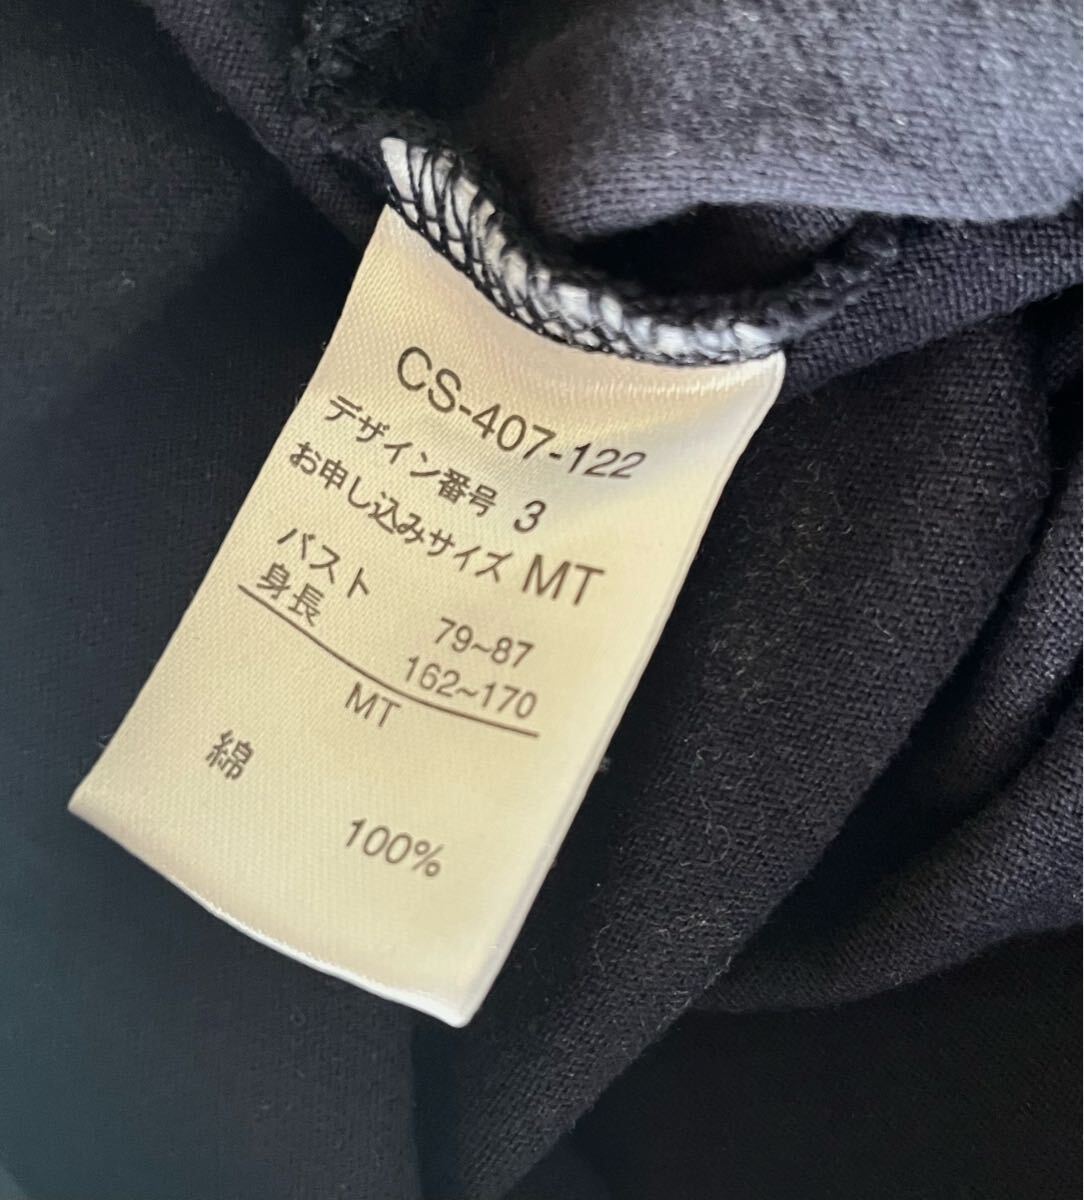 CS-407-122
デザイン番号 3
お申し込みサイズ MT
バスト 79~87
身長 162~170
MT
綿
100%